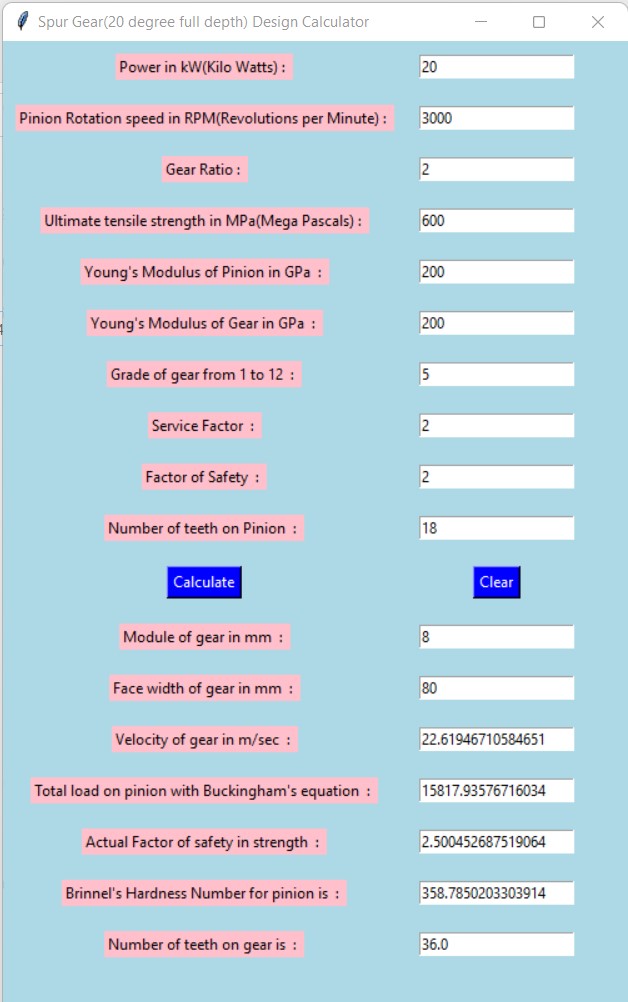 Spur Gear(20 degree full depth) Design Calculator
Power in kW(Kilo Watts) : 20
Pinion Rotation speed in RPM(Revolutions per Minute) : 3000
Gear Ratio : 2
Ultimate tensile strength in MPa(Mega Pascals) : 600
Young's Modulus of Pinion in GPa : 200
Young's Modulus of Gear in GPa : 200
Grade of gear from 1 to 12 : 5
Service Factor : 2
Factor of Safety : 2
Number of teeth on Pinion : 18
Calculate Clear
Module of gear in mm : 8
Face width of gear in mm : 80
Velocity of gear in m/sec : 22.61946710584651
Total load on pinion with Buckingham's equation : 15817.93576716034
Actual Factor of safety in strength : 2.500452687519064
Brinnel's Hardness Number for pinion is : 358.7850203303914
Number of teeth on gear is : 36.0